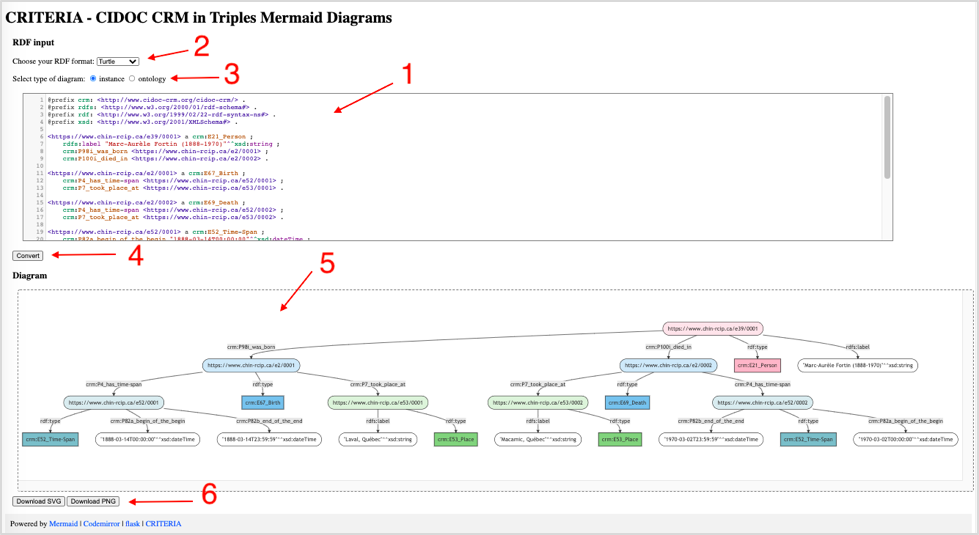 CRITERIA - CIDOC CRM in Triples Mermaid Diagrams
RDF input
2
Choose your RDF format: Turtle
3
Select type of diagram: instance ontology
1
1 @prefix crm: <http://www.cidoc-crm.org/cidoc-crm/> .
2 @prefix rdfs: <http://www.w3.org/2000/01/rdf-schema#> .
3 @prefix rdf: <http://www.w3.org/1999/02/22-rdf-syntax-ns#> .
4 @prefix xsd: <http://www.w3.org/2001/XMLSchema#> .
5
6 <https://www.chin-rcip.ca/e39/0001> a crm:E21_Person ;
7 rdfs:label "Marc-Aurèle Fortin (1888-1970)"^^xsd:string ;
8 crm:P98i_was_born <https://www.chin-rcip.ca/e2/0001> ;
9 crm:P100i_died_in <https://www.chin-rcip.ca/e2/0002> .
10
11 <https://www.chin-rcip.ca/e2/0001> a crm:E67_Birth ;
12 crm:P4_has_time-span <https://www.chin-rcip.ca/e52/0001> ;
13 crm:P7_took_place_at <https://www.chin-rcip.ca/e53/0001> .
14
15 <https://www.chin-rcip.ca/e2/0002> a crm:E69_Death ;
16 crm:P4_has_time-span <https://www.chin-rcip.ca/e52/0002> ;
17 crm:P7_took_place_at <https://www.chin-rcip.ca/e53/0002> .
18
19 <https://www.chin-rcip.ca/e52/0001> a crm:E52_Time-Span ;
20 crm:P82a_begin_of_the_begin "1888-03-14T00:00:00"^^xsd:dateTime ;
Convert
4
Diagram
5
https://www.chin-rcip.ca/e39/0001
crm:P98i_was_born crm:P100i_died_in rdf:type rdfs:label
https://www.chin-rcip.ca/e2/0001 https://www.chin-rcip.ca/e2/0002 crm:E21_Person "Marc-Aurèle Fortin (1888-1970)"^^xsd:string
crm:P4_has_time-span rdf:type crm:P7_took_place_at crm:P7_took_place_at rdf:type crm:P4_has_time-span
https://www.chin-rcip.ca/e52/0001 crm:E67_Birth https://www.chin-rcip.ca/e53/0001 https://www.chin-rcip.ca/e53/0002 crm:E69_Death https://www.chin-rcip.ca/e52/0002
rdf:type crm:P82a_begin_of_the_begin crm:P82b_end_of_the_end rdfs:label rdf:type rdfs:label rdf:type crm:P82b_end_of_the_end rdf:type crm:P82a_begin_of_the_begin
crm:E52_Time-Span "1888-03-14T00:00:00"^^xsd:dateTime "1888-03-14T23:59:59"^^xsd:dateTime "Laval, Québec"^^xsd:string crm:E53_Place "Macamic, Québec"^^xsd:string crm:E53_Place "1970-03-02T23:59:59"^^xsd:dateTime crm:E52_Time-Span "1970-03-02T00:00:00"^^xsd:dateTime
Download SVG Download PNG
6
Powered by Mermaid | Codemirror | flask | CRITERIA